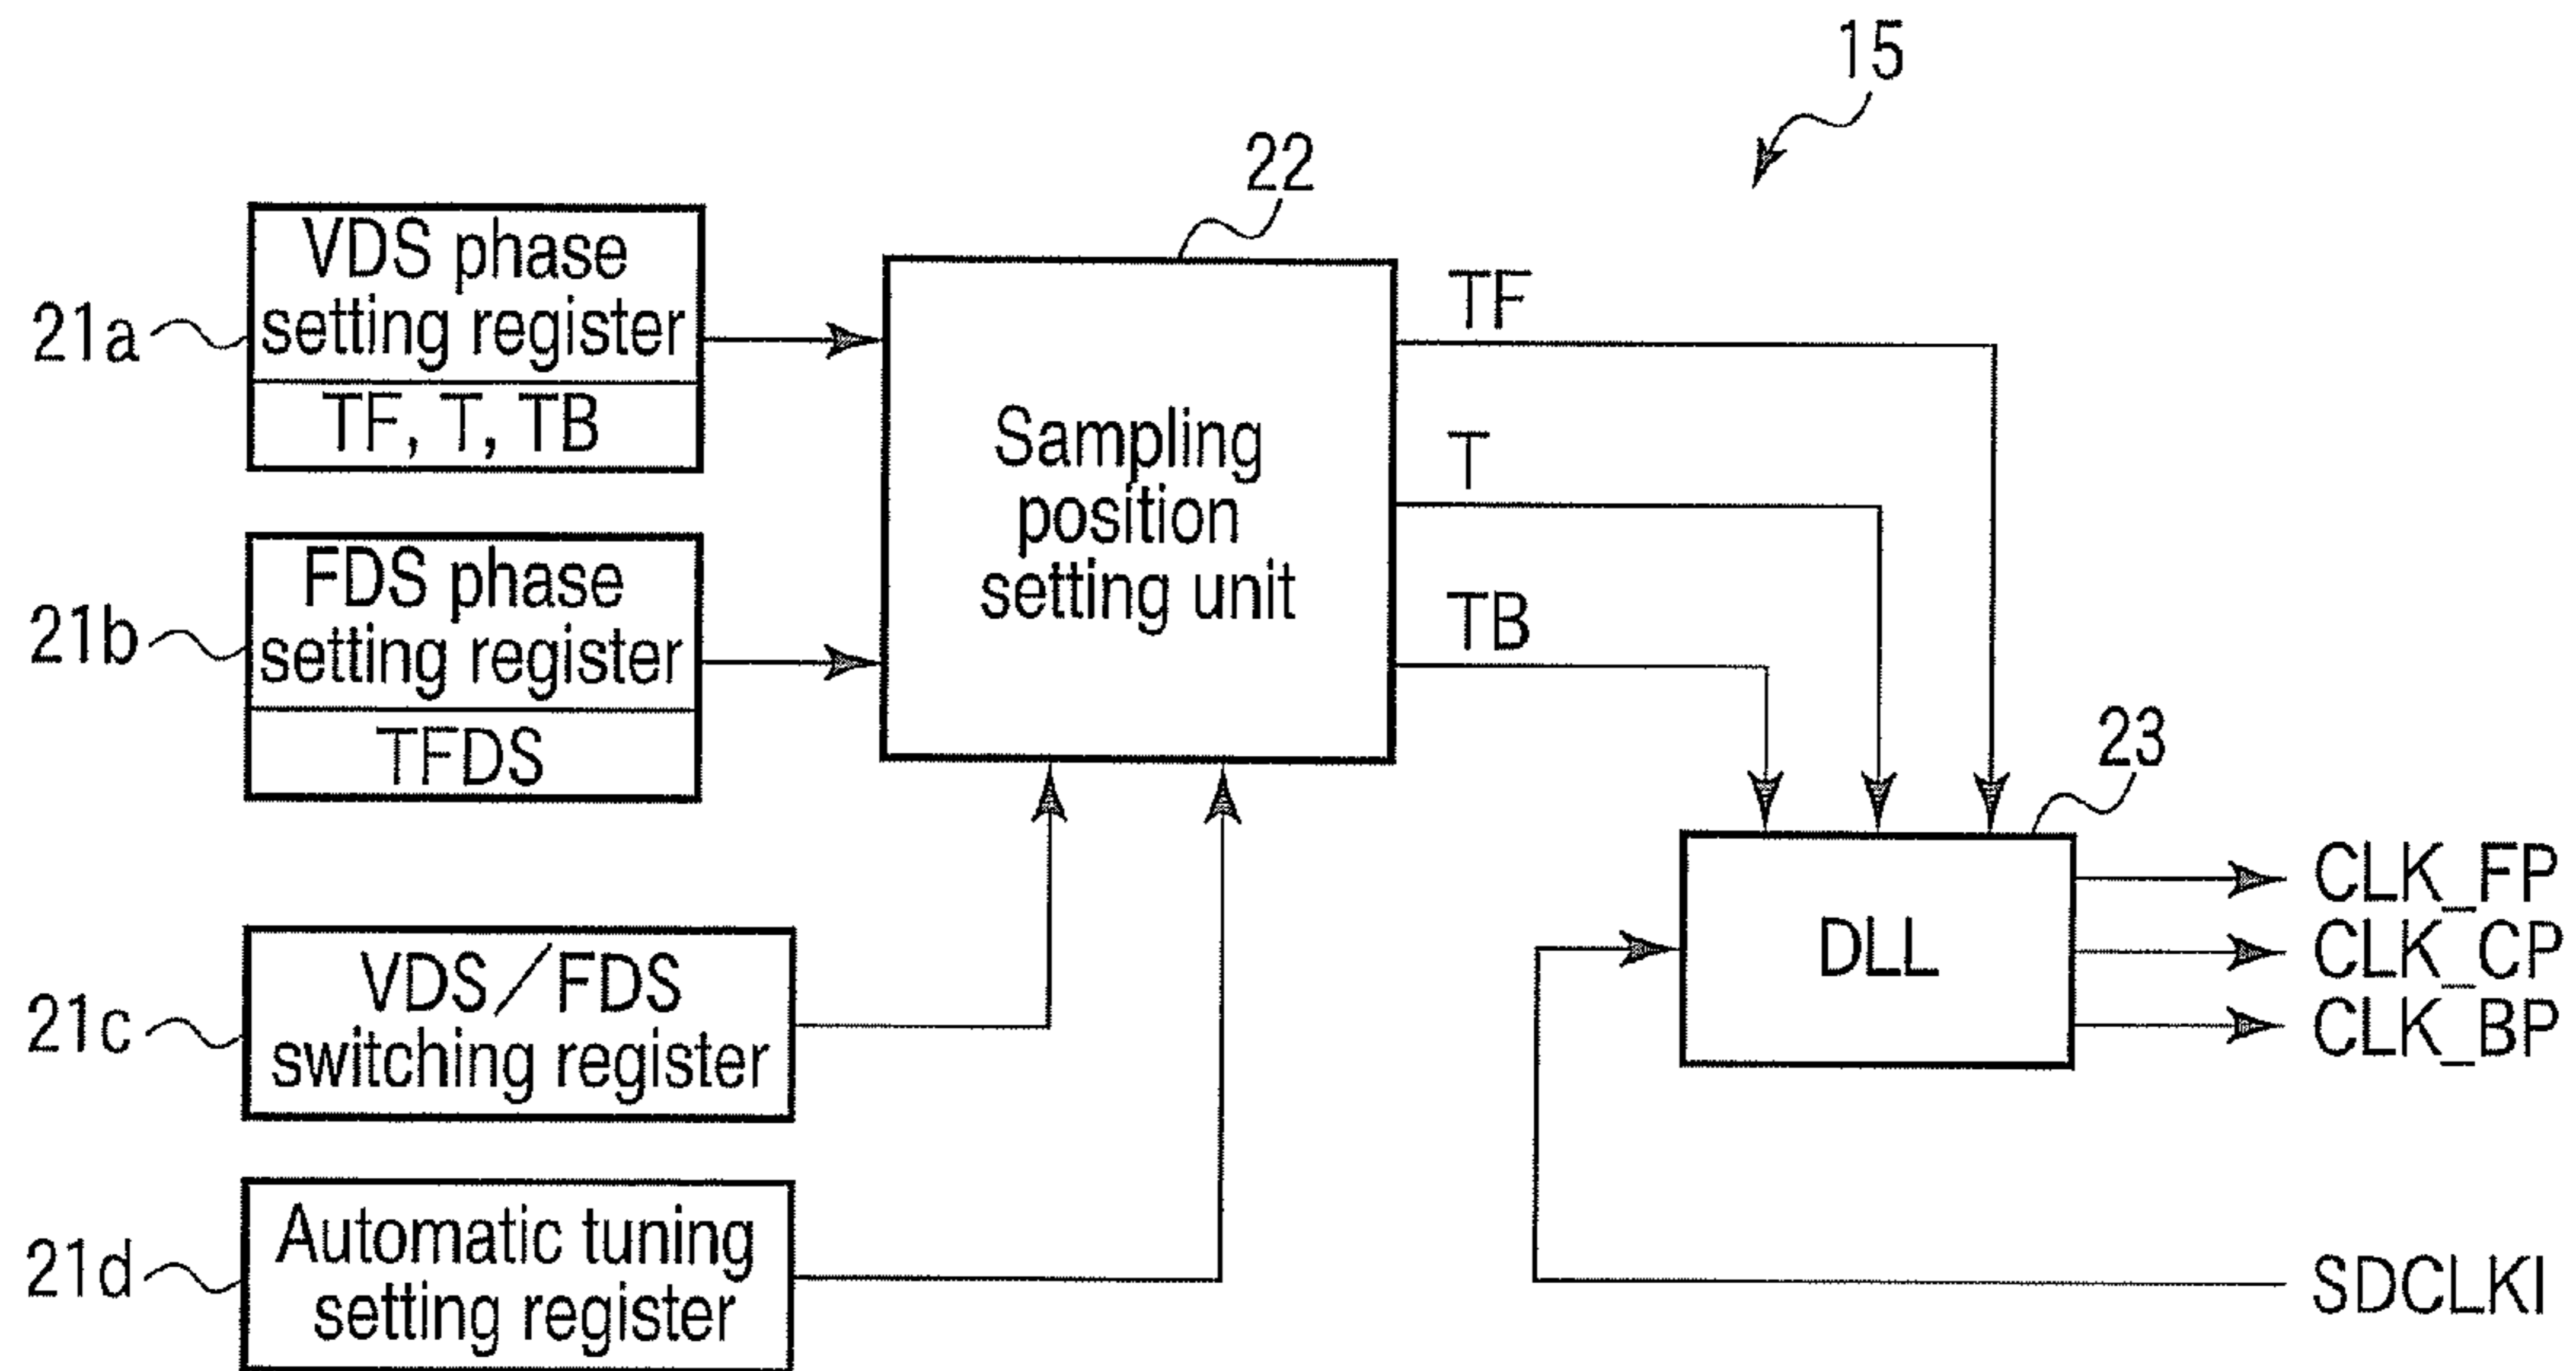 15
22
VDS phase
setting register
TF, T, TB
21a
FDS phase
setting register
TFDS
21b
VDS/FDS
switching register
21c
Automatic tuning
setting register
21d
Sampling
position
setting unit
TF
T
TB
23
DLL
CLK_FP
CLK_CP
CLK_BP
SDCLKI